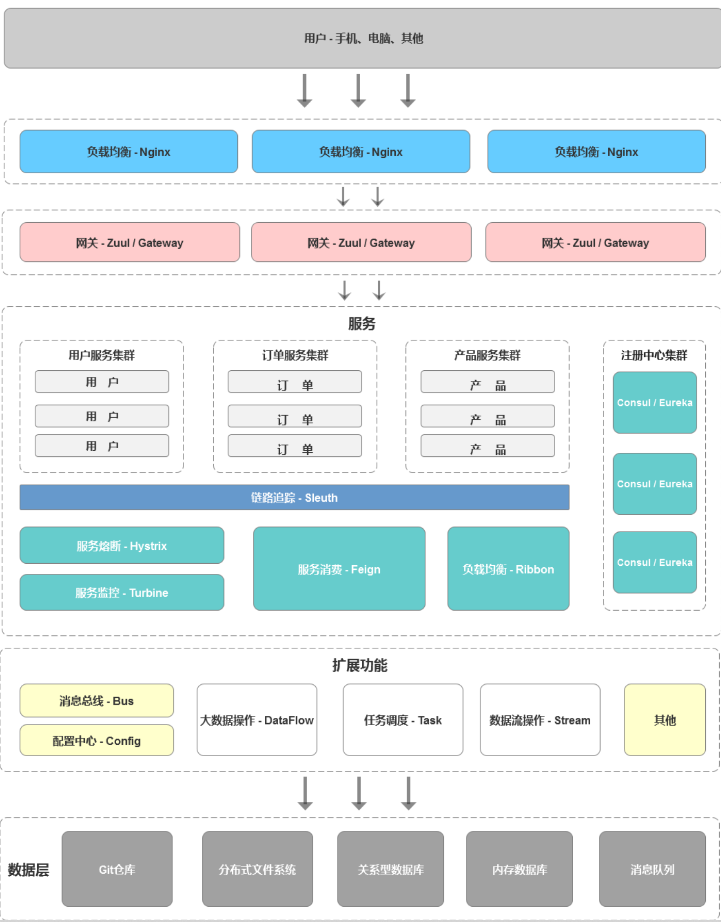 用户 - 手机、电脑、其他
负载均衡 - Nginx
负载均衡 - Nginx
负载均衡 - Nginx
网关 - Zuul / Gateway
网关 - Zuul / Gateway
网关 - Zuul / Gateway
服务
用户服务集群
用 户
用 户
用 户
订单服务集群
订 单
订 单
订 单
产品服务集群
产 品
产 品
产 品
注册中心集群
Consul / Eureka
Consul / Eureka
Consul / Eureka
链路追踪 - Sleuth
服务熔断 - Hystrix
服务监控 - Turbine
服务消费 - Feign
负载均衡 - Ribbon
扩展功能
消息总线 - Bus
配置中心 - Config
大数据操作 - DataFlow
任务调度 - Task
数据流操作 - Stream
其他
数据层
Git仓库
分布式文件系统
关系型数据库
内存数据库
消息队列